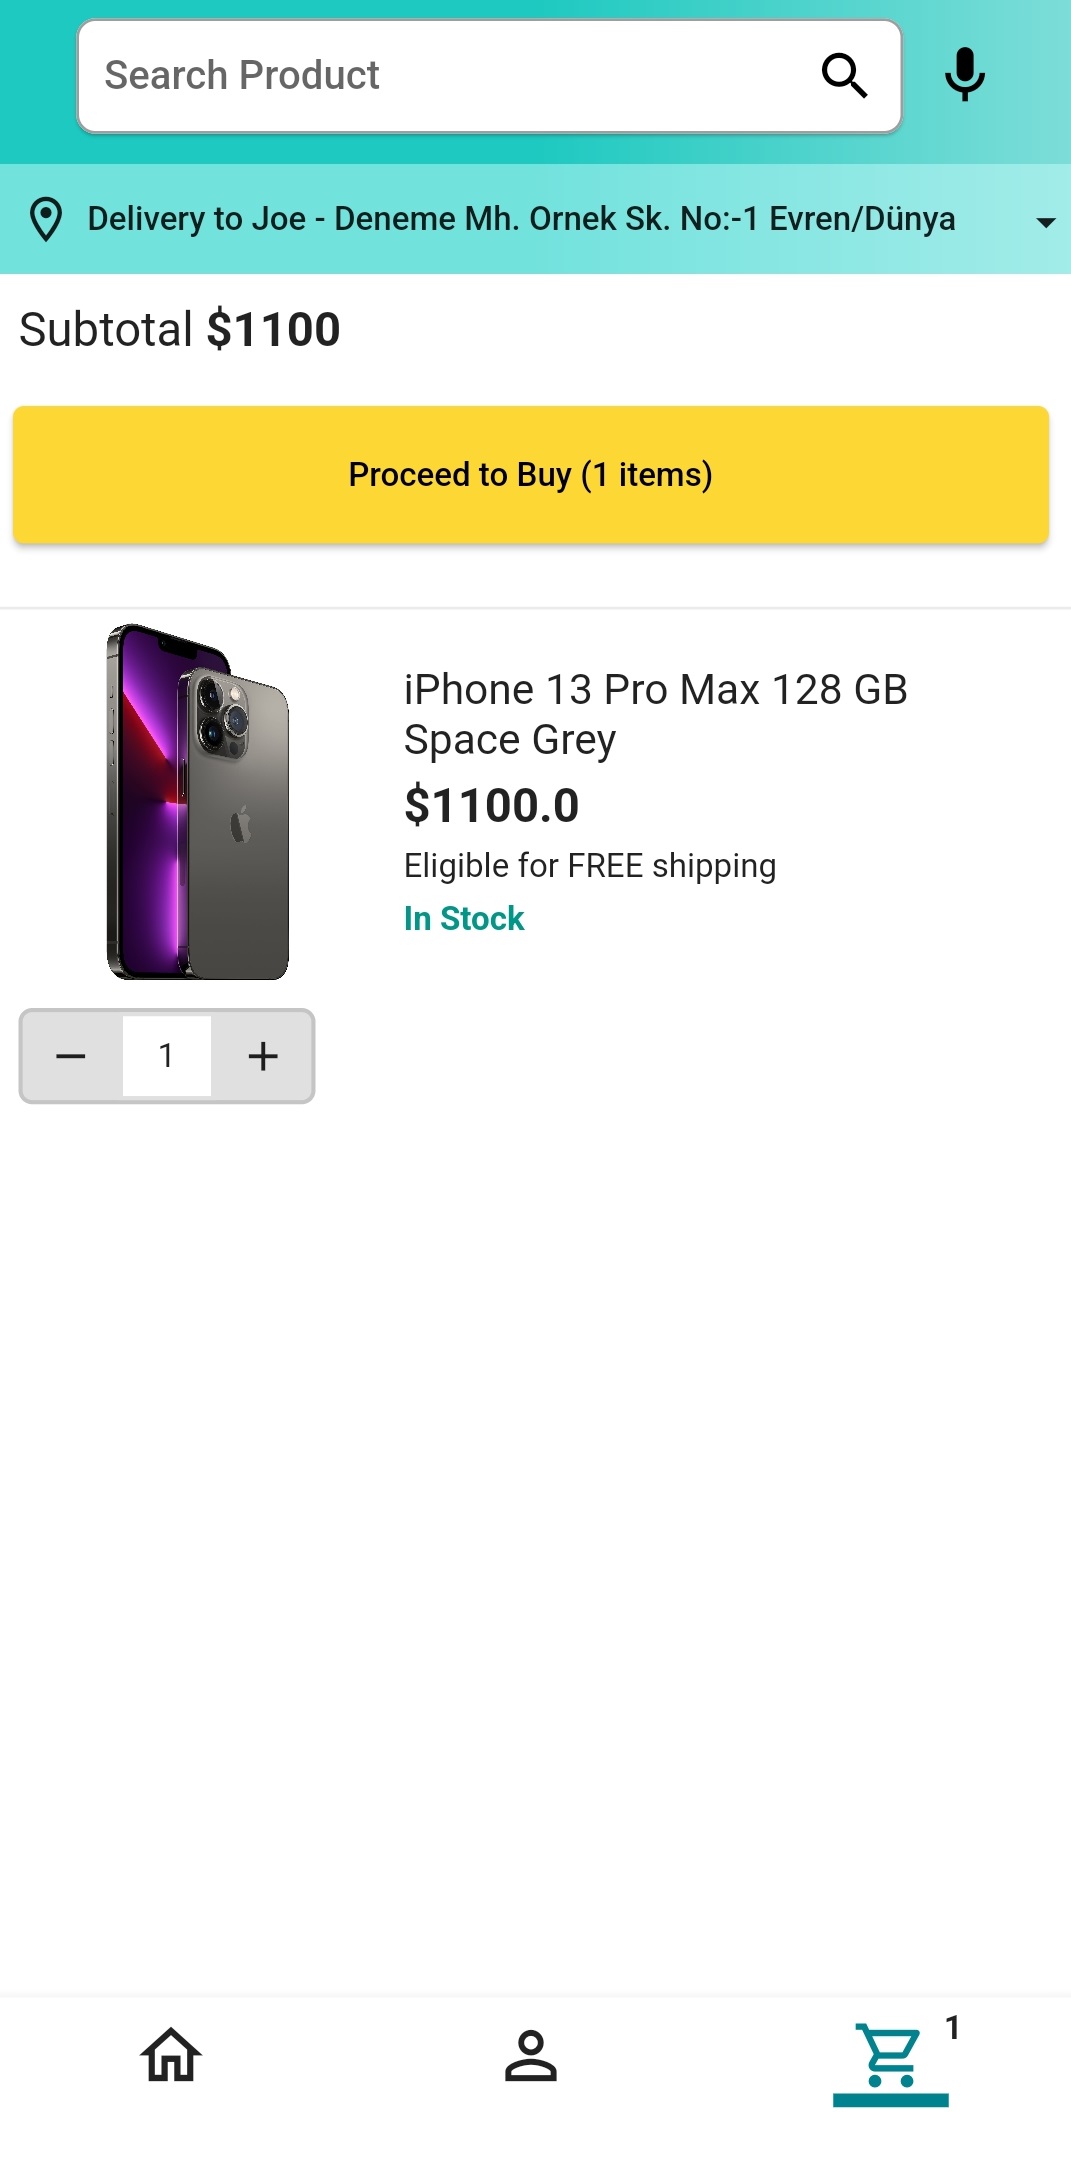 Search Product
Delivery to Joe - Deneme Mh. Ornek Sk. No:-1 Evren/Dünya
Subtotal $1100
Proceed to Buy (1 items)
iPhone 13 Pro Max 128 GB
Space Grey
$1100.0
Eligible for FREE shipping
In Stock
1
1